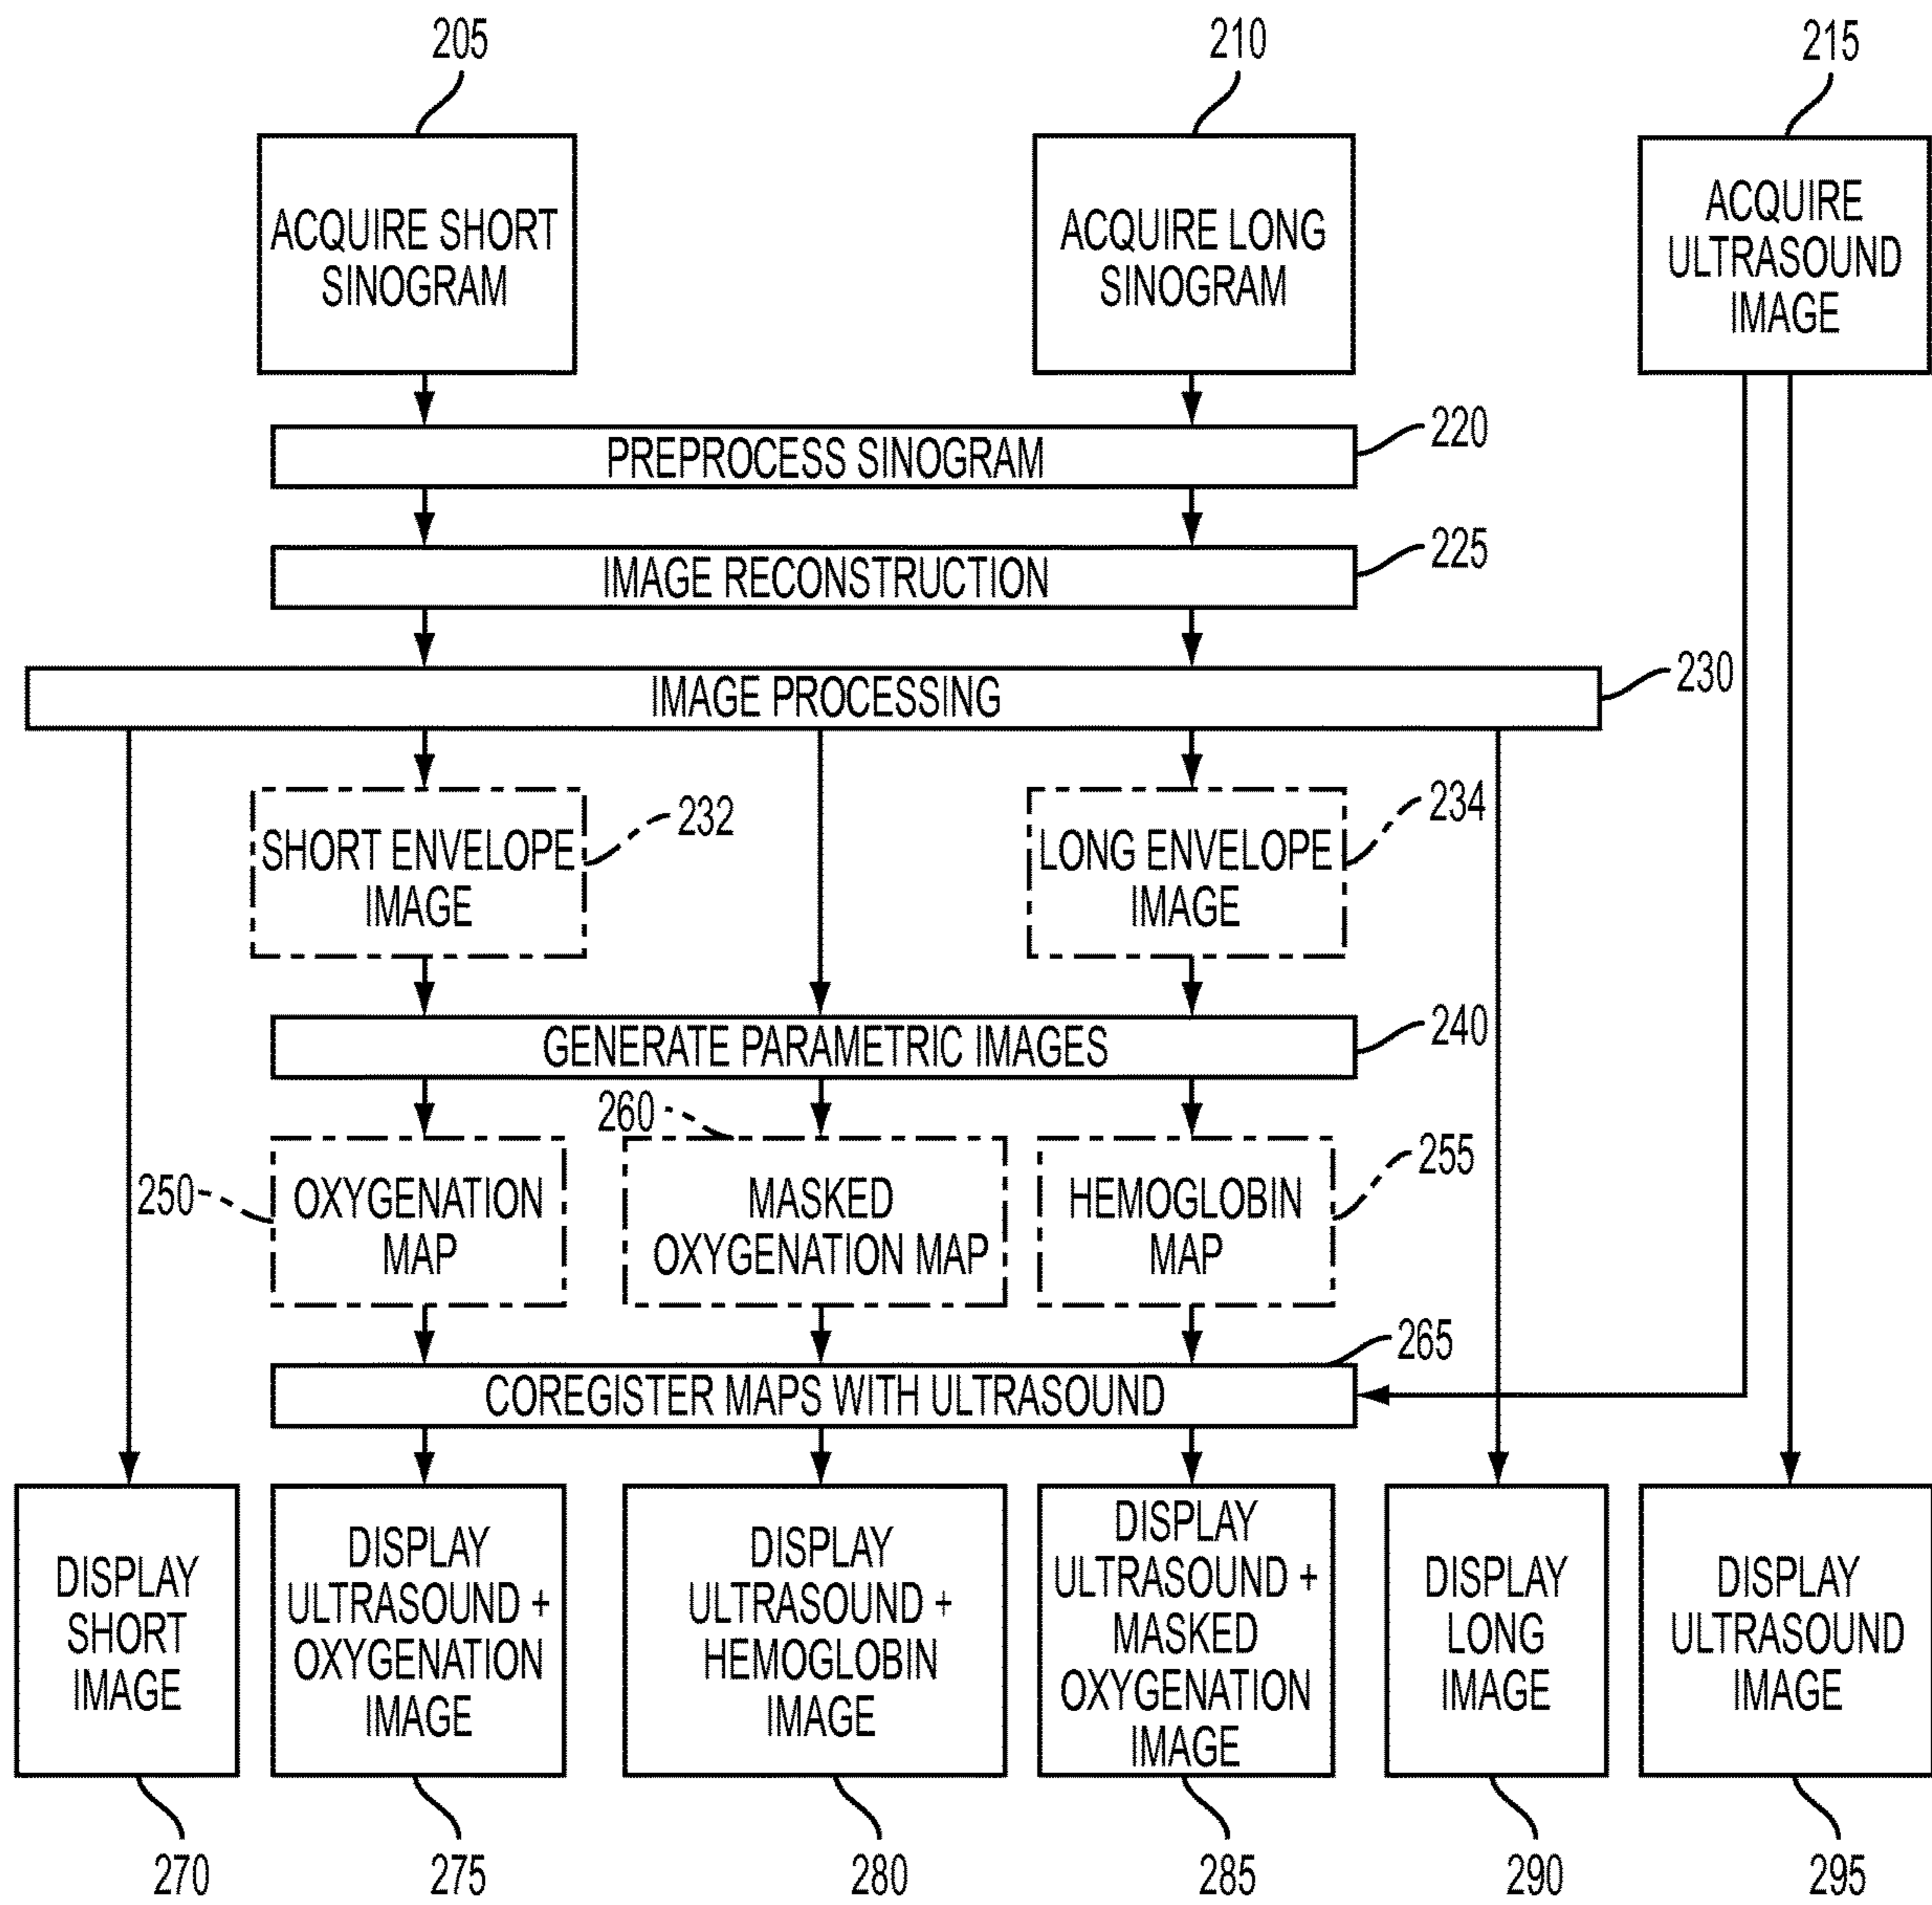 205
210
215
ACQUIRE SHORT
SINOGRAM
ACQUIRE LONG
SINOGRAM
ACQUIRE
ULTRASOUND
IMAGE
PREPROCESS SINOGRAM
220
IMAGE RECONSTRUCTION
225
IMAGE PROCESSING
230
SHORT ENVELOPE
IMAGE
232
LONG ENVELOPE
IMAGE
234
GENERATE PARAMETRIC IMAGES
240
260
250
OXYGENATION
MAP
MASKED
OXYGENATION MAP
HEMOGLOBIN
MAP
255
COREGISTER MAPS WITH ULTRASOUND
265
DISPLAY
SHORT
IMAGE
DISPLAY
ULTRASOUND +
OXYGENATION
IMAGE
DISPLAY
ULTRASOUND +
HEMOGLOBIN
IMAGE
DISPLAY
ULTRASOUND +
MASKED
OXYGENATION
IMAGE
DISPLAY
LONG
IMAGE
DISPLAY
ULTRASOUND
IMAGE
270
275
280
285
290
295